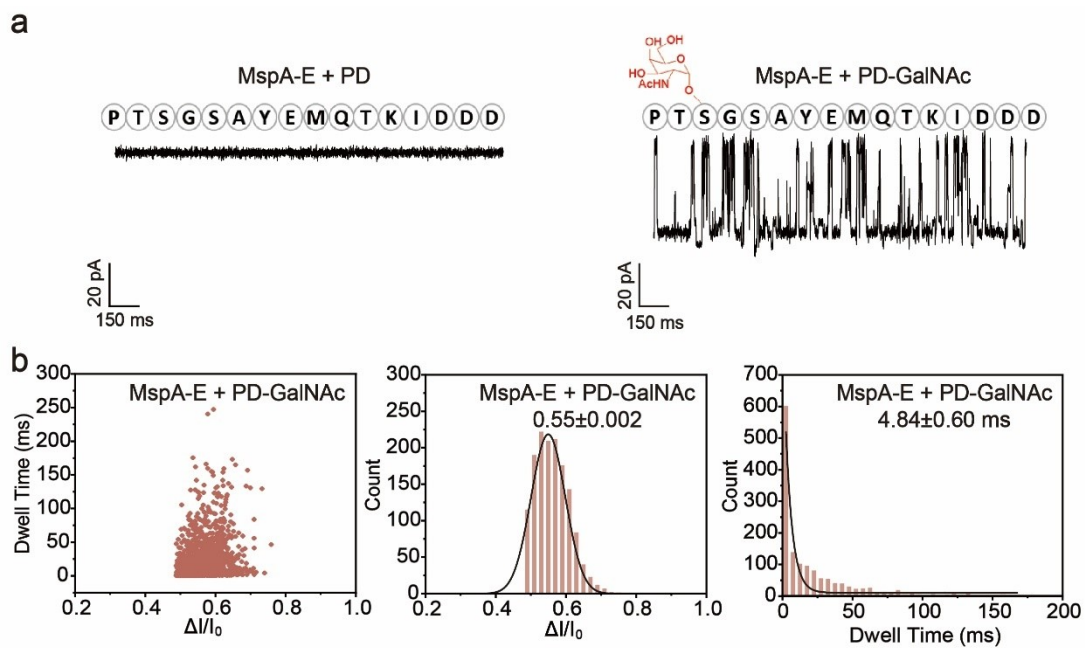 a
MspA-E + PD
P T S G S A Y E M Q T K I D D D
20 pA
150 ms
OH OH
HO
O
AcHN
O
MspA-E + PD-GalNAc
P T S G S A Y E M Q T K I D D D
20 pA
150 ms
b
MspA-E + PD-GalNAc
Dwell Time (ms)
300
250
200
150
100
50
0
0.2 0.4 0.6 0.8 1.0
ΔI/I₀
MspA-E + PD-GalNAc
0.55±0.002
Count
300
250
200
150
100
50
0
0.2 0.4 0.6 0.8 1.0
ΔI/I₀
MspA-E + PD-GalNAc
4.84±0.60 ms
Count
700
600
500
400
300
200
100
0
0 50 100 150 200
Dwell Time (ms)